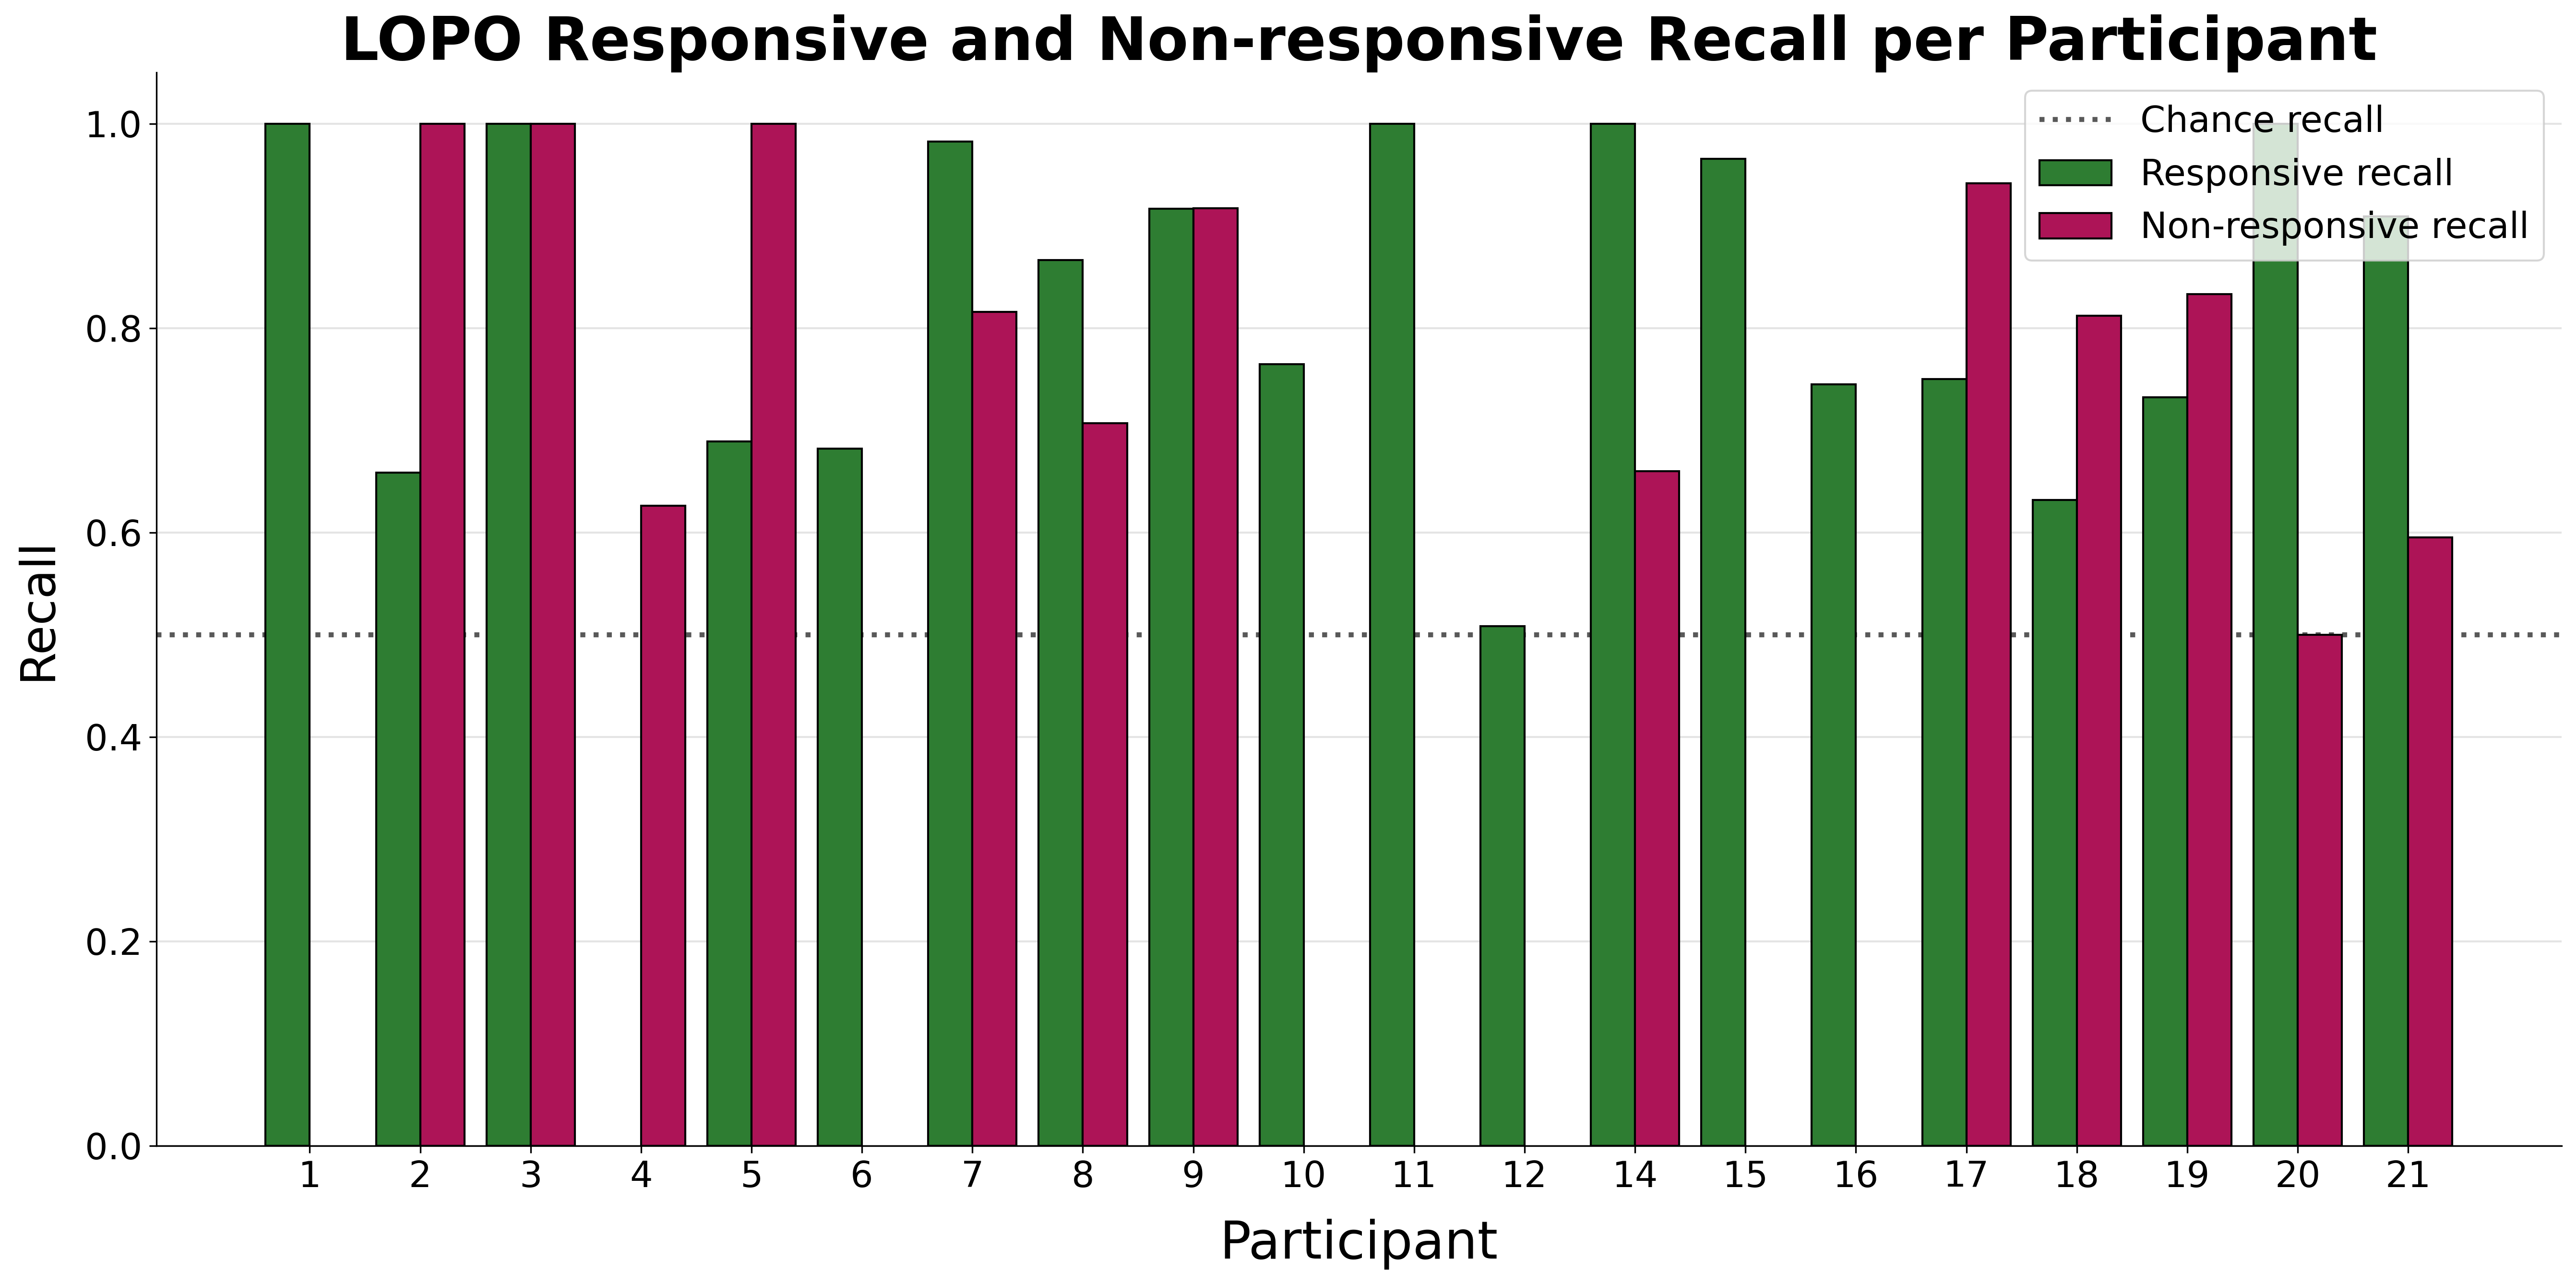 LOPO Responsive and Non-responsive Recall per Participant
Chance recall
Responsive recall
Non-responsive recall
1.0
0.8
0.6
0.4
0.2
0.0
Recall
1 2 3 4 5 6 7 8 9 10 11 12 14 15 16 17 18 19 20 21
Participant